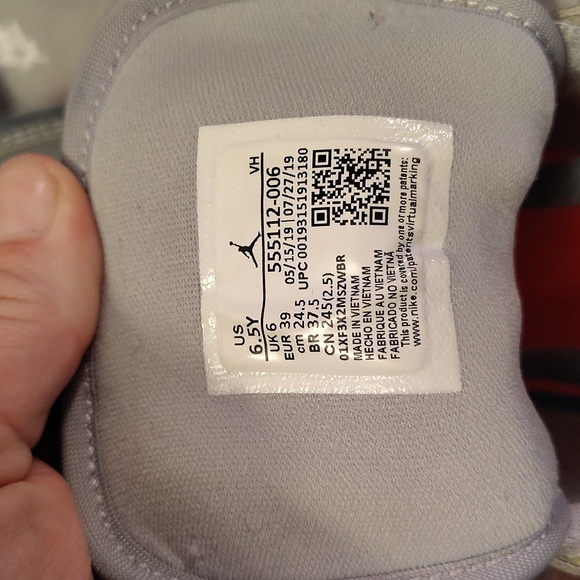 US VH
6.5Y
UK 6 555112-006
EUR 39 05/15/19 07/27/19
cm 24.5 UPC 00193151913180
BR 37.5
CN 245(2.5)
01XF3X2MSZWBR
MADE IN VIETNAM
HECHO EN VIETNAM
FABRIQUE AU VIETNAM
FABRICADO NO VIETNÃ
This product is covered by one or more patents:
www.nike.com/patentsvirtualmarking